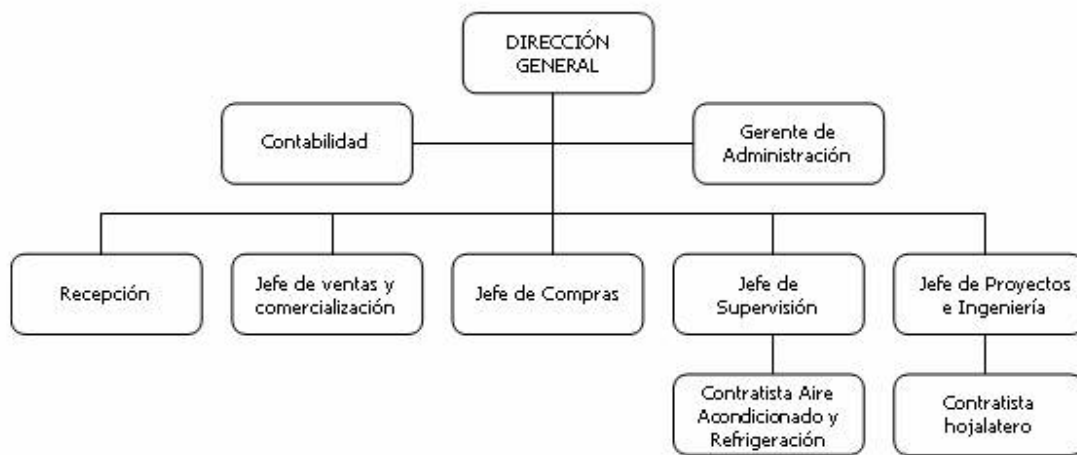 DIRECCIÓN
GENERAL
Contabilidad
Gerente de
Administración
Recepción
Jefe de ventas y
comercialización
Jefe de Compras
Jefe de
Supervisión
Jefe de Proyectos
e Ingeniería
Contratista Aire
Acondicionado y
Refrigeración
Contratista
hojalatero